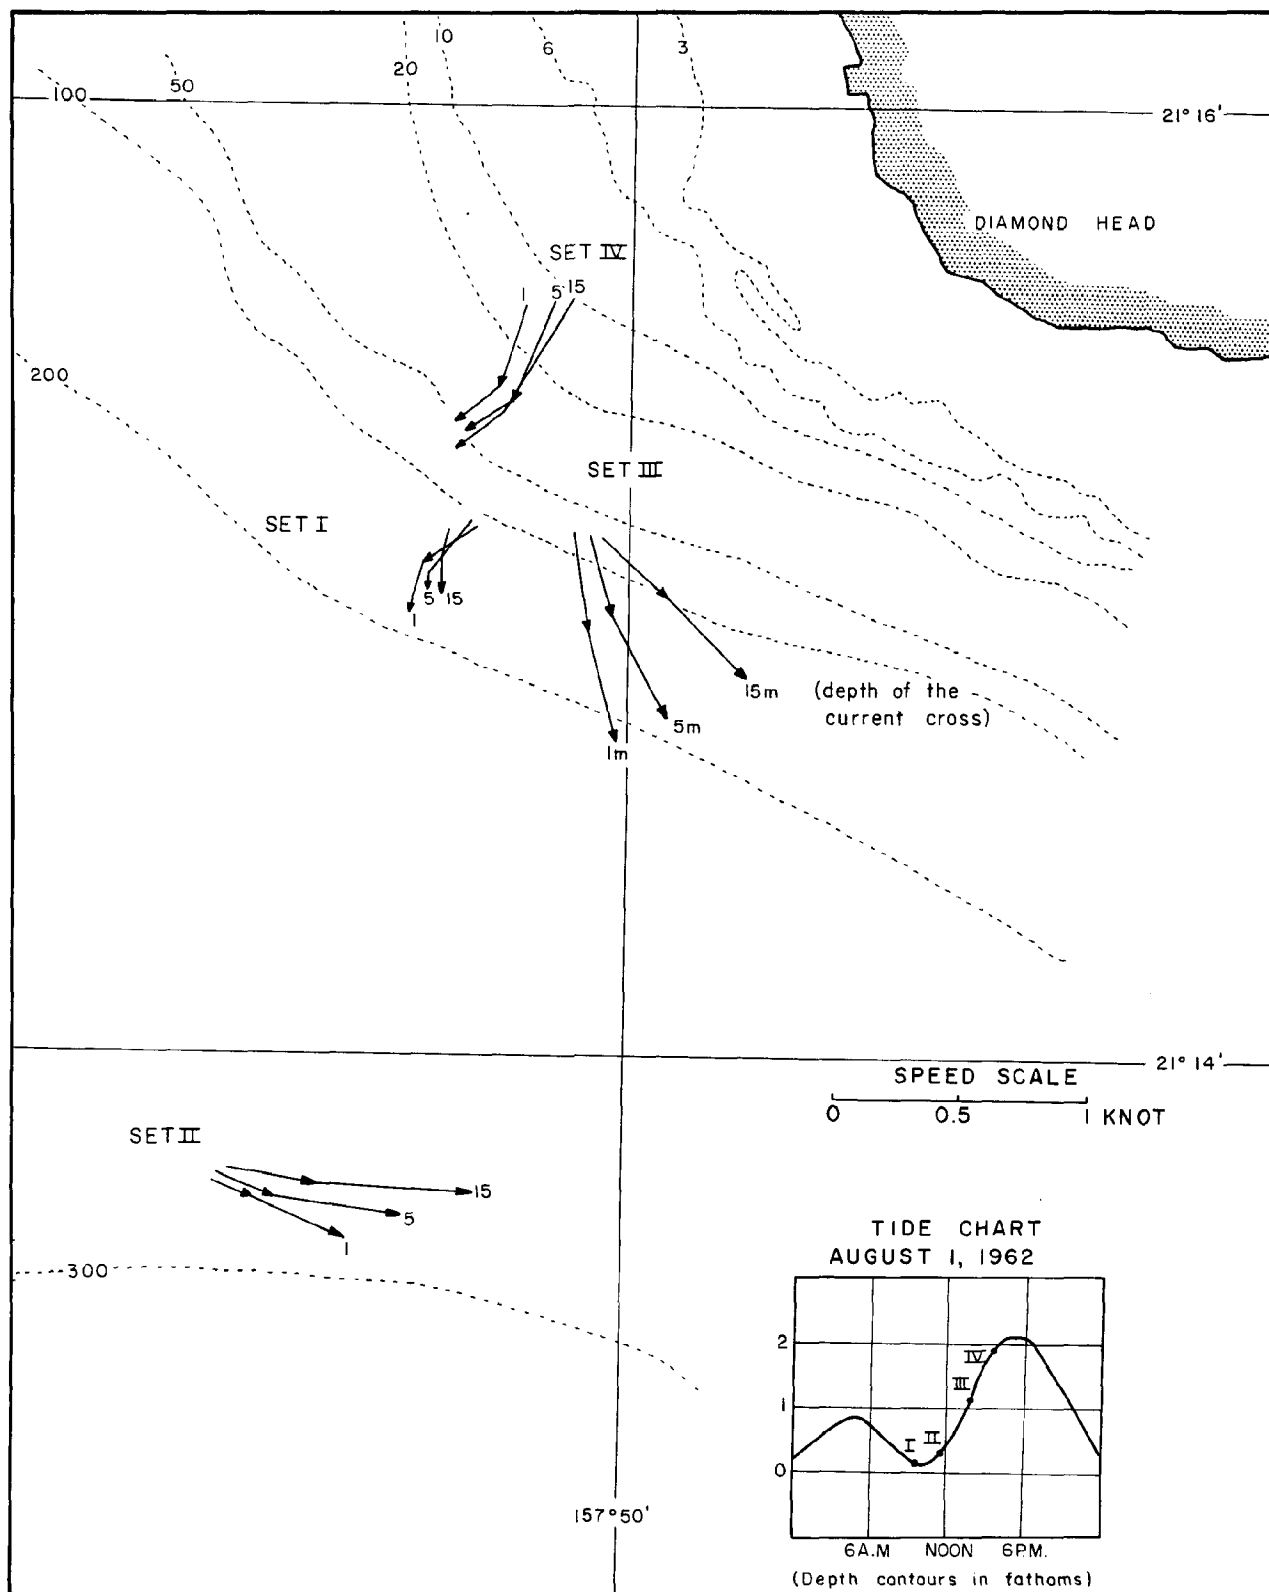 10
6
3
20
50
100
21° 16'
DIAMOND HEAD
SET IV
1
5
15
200
SET III
SET I
5
15
1
15m
(depth of the
current cross)
5m
1m
21° 14'
SPEED SCALE
0
0.5
1 KNOT
SET II
15
5
1
TIDE CHART
AUGUST 1, 1962
300
2
IV
III
1
II
I
0
157°50'
6A.M
NOON
6P.M.
(Depth contours in fathoms)